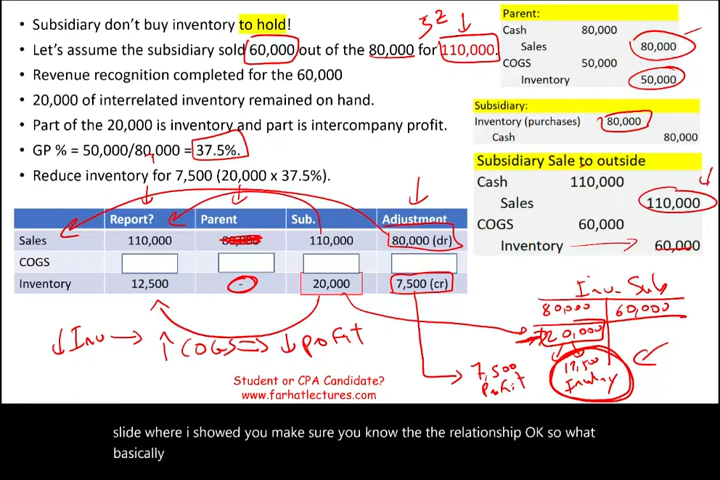 Subsidiary don't buy inventory to hold!
Let's assume the subsidiary sold 60,000 out of the 80,000 for 110,000.
Revenue recognition completed for the 60,000
20,000 of interrelated inventory remained on hand.
Part of the 20,000 is inventory and part is intercompany profit.
GP % = 50,000/80,000 = 37.5%.
Reduce inventory for 7,500 (20,000 x 37.5%).
Parent:
Cash 80,000
Sales 80,000
COGS 50,000
Inventory 50,000
Subsidiary:
Inventory (purchases) 80,000
Cash 80,000
Subsidiary Sale to outside
Cash 110,000
Sales 110,000
COGS 60,000
Inventory 60,000
Report? Parent Sub. Adjustment
Sales 110,000 80,000 110,000 80,000 (dr)
COGS
Inventory 12,500 - 20,000 7,500 (cr)
Inv. Sub
80,000 60,000
20,000
12,500
Inventory
7,500
Profit
↓ Inv → ↑ COGS ⇒ ↓ profit
Student or CPA Candidate?
www.farhatlectures.com
slide where i showed you make sure you know the the relationship OK so what
basically